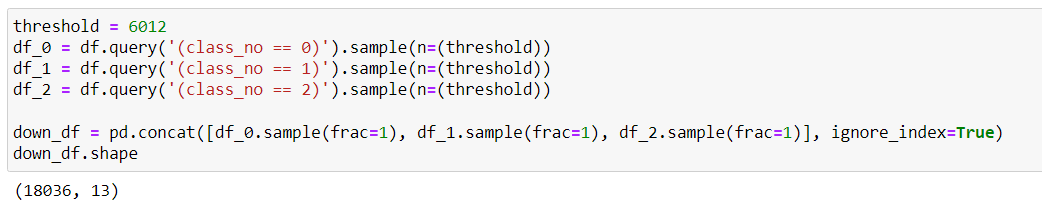 threshold = 6012
df_0 = df.query('(class_no == 0)').sample(n=(threshold))
df_1 = df.query('(class_no == 1)').sample(n=(threshold))
df_2 = df.query('(class_no == 2)').sample(n=(threshold))
down_df = pd.concat([df_0.sample(frac=1), df_1.sample(frac=1), df_2.sample(frac=1)], ignore_index=True)
down_df.shape
(18036, 13)